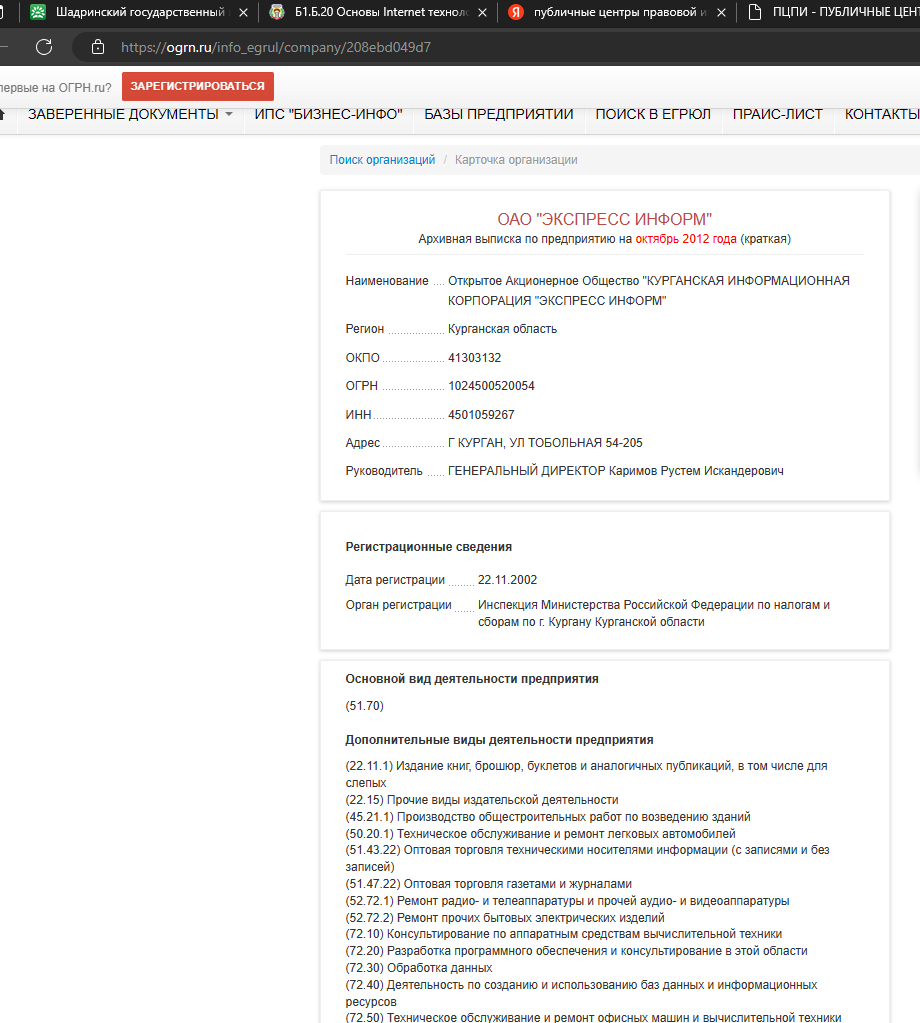 Шадринский государственный
Б1.Б.20 Основы Internet технол
публичные центры правовой и
ПЦПИ - ПУБЛИЧНЫЕ ЦЕН
https://ogrn.ru/info_egrul/company/208ebd049d7
первые на ОГРН.ru?
ЗАРЕГИСТРИРОВАТЬСЯ
ЗАВЕРЕННЫЕ ДОКУМЕНТЫ
ИПС "БИЗНЕС-ИНФО"
БАЗЫ ПРЕДПРИЯТИЙ
ПОИСК В ЕГРЮЛ
ПРАЙС-ЛИСТ
КОНТАКТЫ
Поиск организаций / Карточка организации
ОАО "ЭКСПРЕСС ИНФОРМ"
Архивная выписка по предприятию на октябрь 2012 года (краткая)
Наименование .... Открытое Акционерное Общество "КУРГАНСКАЯ ИНФОРМАЦИОННАЯ
КОРПОРАЦИЯ "ЭКСПРЕСС ИНФОРМ"
Регион ................... Курганская область
ОКПО ..................... 41303132
ОГРН ..................... 1024500520054
ИНН........................ 4501059267
Адрес ..................... Г КУРГАН, УЛ ТОБОЛЬНАЯ 54-205
Руководитель ...... ГЕНЕРАЛЬНЫЙ ДИРЕКТОР Каримов Рустем Искандерович
Регистрационные сведения
Дата регистрации ......... 22.11.2002
Орган регистрации ....... Инспекция Министерства Российской Федерации по налогам и
сборам по г. Кургану Курганской области
Основной вид деятельности предприятия
(51.70)
Дополнительные виды деятельности предприятия
(22.11.1) Издание книг, брошюр, буклетов и аналогичных публикаций, в том числе для
слепых
(22.15) Прочие виды издательской деятельности
(45.21.1) Производство общестроительных работ по возведению зданий
(50.20.1) Техническое обслуживание и ремонт легковых автомобилей
(51.43.22) Оптовая торговля техническими носителями информации (с записями и без
записей)
(51.47.22) Оптовая торговля газетами и журналами
(52.72.1) Ремонт радио- и телеаппаратуры и прочей аудио- и видеоаппаратуры
(52.72.2) Ремонт прочих бытовых электрических изделий
(72.10) Консультирование по аппаратным средствам вычислительной техники
(72.20) Разработка программного обеспечения и консультирование в этой области
(72.30) Обработка данных
(72.40) Деятельность по созданию и использованию баз данных и информационных
ресурсов
(72.50) Техническое обслуживание и ремонт офисных машин и вычислительной техники